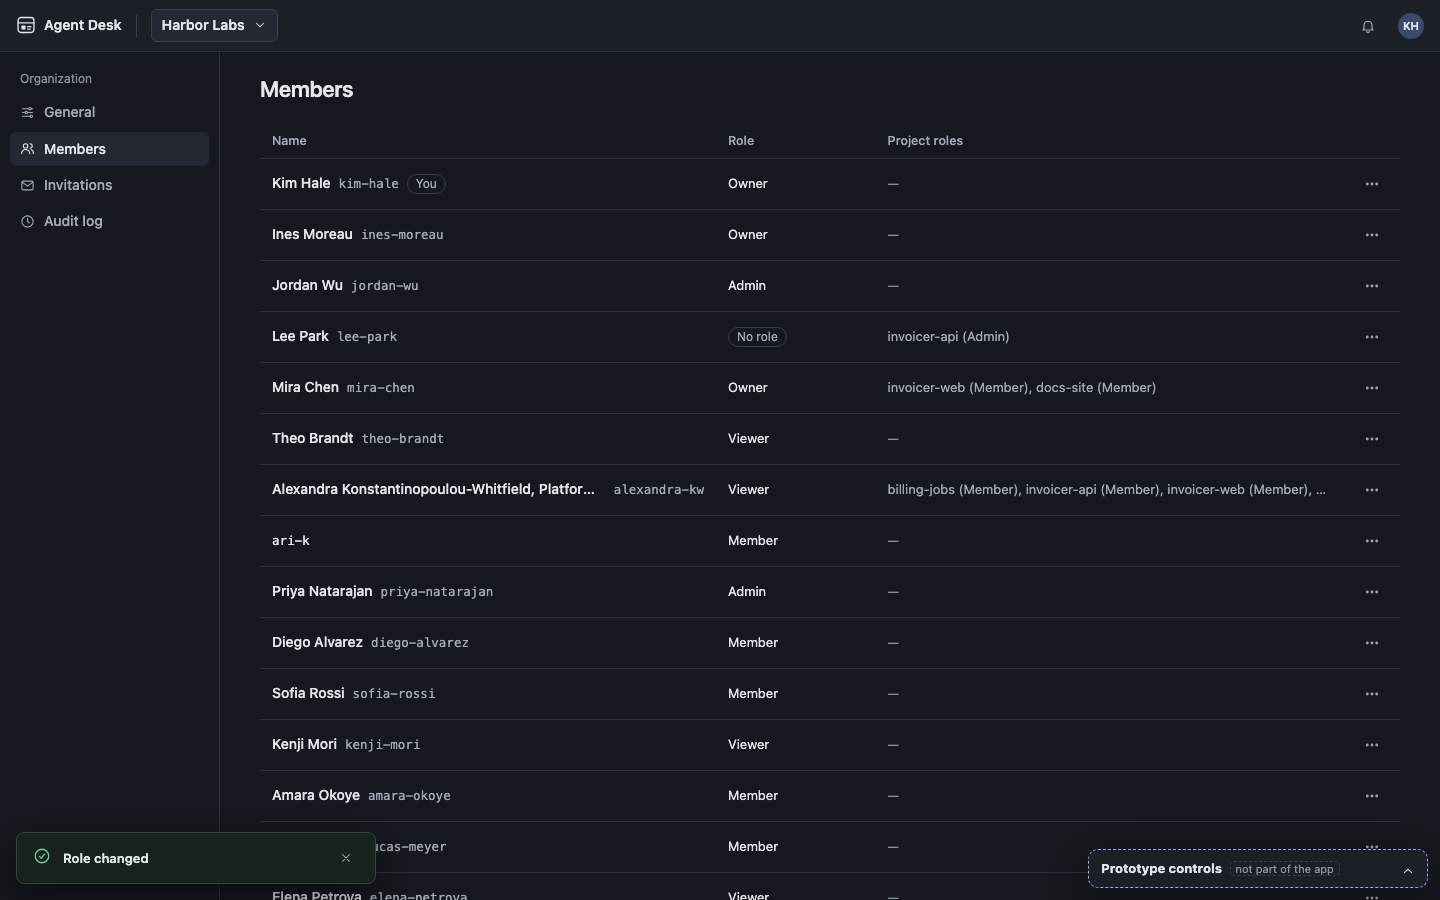 Agent Desk Harbor Labs KH
Organization
General
Members
Invitations
Audit log
Members
Name Role Project roles
Kim Hale kim-hale You Owner —
Ines Moreau ines-moreau Owner —
Jordan Wu jordan-wu Admin —
Lee Park lee-park No role invoicer-api (Admin)
Mira Chen mira-chen Owner invoicer-web (Member), docs-site (Member)
Theo Brandt theo-brandt Viewer —
Alexandra Konstantinopoulou-Whitfield, Platfor... alexandra-kw Viewer billing-jobs (Member), invoicer-api (Member), invoicer-web (Member), ...
ari-k Member —
Priya Natarajan priya-natarajan Admin —
Diego Alvarez diego-alvarez Member —
Sofia Rossi sofia-rossi Member —
Kenji Mori kenji-mori Viewer —
Amara Okoye amara-okoye Member —
ucas-meyer Member —
Elena Petrova elena-petrova Viewer —
Role changed
Prototype controls not part of the app